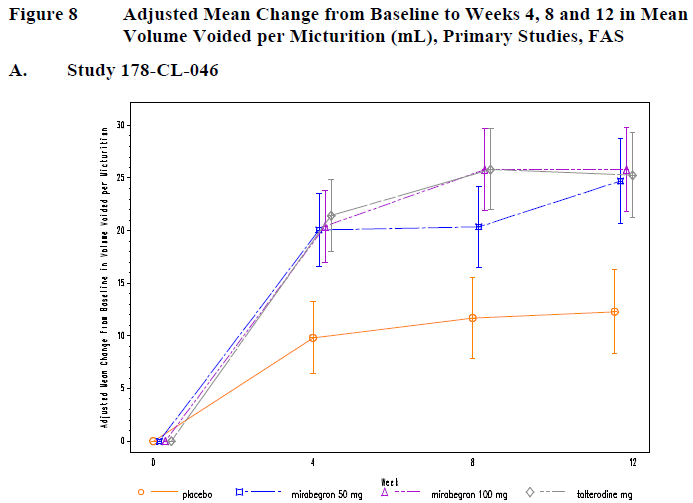 Figure 8 Adjusted Mean Change from Baseline to Weeks 4, 8 and 12 in Mean
Volume Voided per Micturition (mL), Primary Studies, FAS
A. Study 178-CL-046
Adjusted Mean Change from Baseline in Volume Voided per Micturition
30
25
20
15
10
5
0
0 4 8 12
Week
placebo mirabegron 50 mg mirabegron 100 mg tolterodine mg